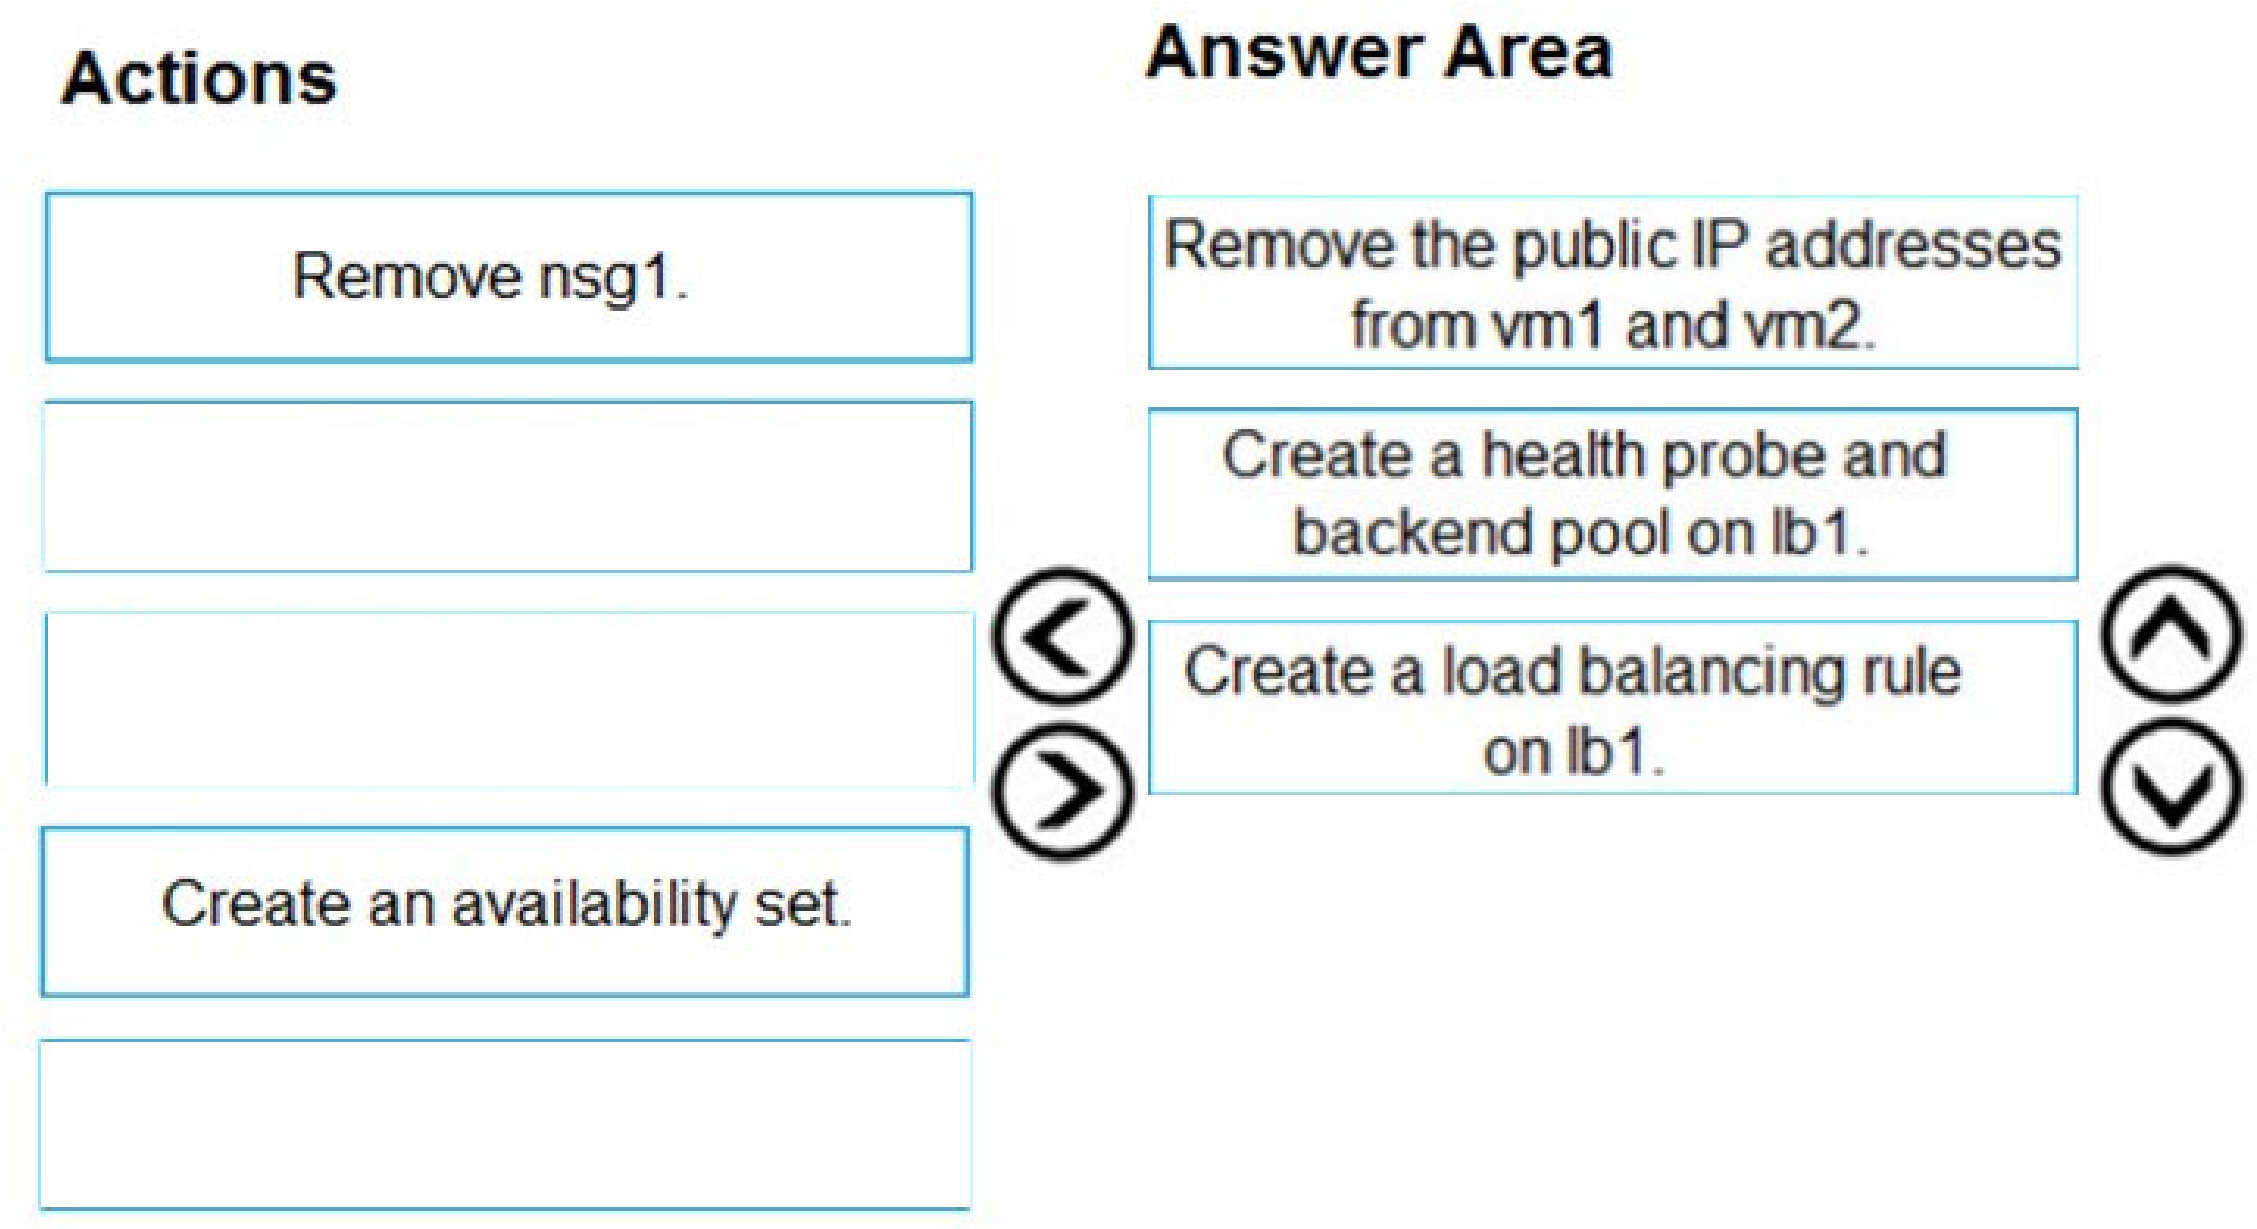 Actions
Answer Area
Remove nsg1.
Create an availability set.
Remove the public IP addresses
from vm1 and vm2.
Create a health probe and
backend pool on lb1.
Create a load balancing rule
on lb1.